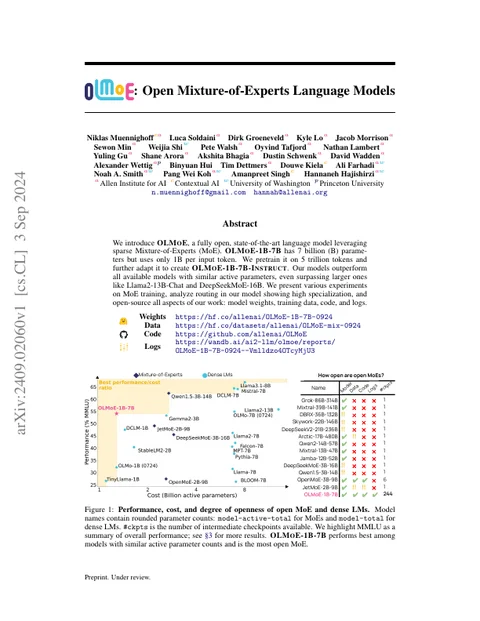 OLMoE: Open Mixture-of-Experts Language Models
Niklas Muennighoff Luca Soldaini Dirk Groeneveld Kyle Lo Jacob Morrison
Sewon Min Weijia Shi Pete Walsh Oyvind Tafjord Nathan Lambert
Yuling Gu Shane Arora Akshita Bhagia Dustin Schwenk David Wadden
Alexander Wettig Binyuan Hui Tim Dettmers Douwe Kiela Ali Farhadi
Noah A. Smith Pang Wei Koh Amanpreet Singh Hannaneh Hajishirzi
Allen Institute for AI Contextual AI University of Washington Princeton University
n.muennighoff@gmail.com hannah@allenai.org
arXiv:2409.02060v1 [cs.CL] 3 Sep 2024
Abstract
We introduce OLMOE, a fully open, state-of-the-art language model leveraging
sparse Mixture-of-Experts (MoE). OLMOE-1B-7B has 7 billion (B) parameters
but uses only 1B per input token. We pretrain it on 5 trillion tokens and
further adapt it to create OLMOE-1B-7B-INSTRUCT. Our models outperform
all available models with similar active parameters, even surpassing larger ones
like Llama2-13B-Chat and DeepSeekMoE-16B. We present various experiments
on MoE training, analyze routing in our model showing high specialization, and
open-source all aspects of our work: model weights, training data, code, and logs.
Weights https://hf.co/allenai/OLMoE-1B-7B-0924
Data https://hf.co/datasets/allenai/OLMoE-mix-0924
Code https://github.com/allenai/OLMoE
Logs https://wandb.ai/ai2-llm/olmoe/reports/
OLMoE-1B-7B-0924--Vmlldzo4OTcyMjU3
Mixture-of-Experts Dense LMs
Best performance/cost
ratio
Performance (% MMLU)
65
60
55
50
45
40
35
30
25
OLMoE-1B-7B
Qwen1.5-3B-14B
DCLM-7B
Llama3.1-8B
Mistral-7B
Gemma2-3B
Llama2-13B
OLMo-7B (0724)
DCLM-1B
JetMoE-2B-9B
DeepSeekMoE-3B-16B
Llama2-7B
StableLM2-2B
Falcon-7B
MPT-7B
Pythia-7B
OLMo-1B (0724)
Llama-7B
TinyLlama-1B
OpenMoE-2B-9B
BLOOM-7B
1 2 4 8
Cost (Billion active parameters)
How open are open MoEs?
Name Model Data Code Logs #ckpts
Grok-86B-314B 1
Mixtral-39B-141B 1
DBRX-36B-132B 1
Skywork-22B-146B 1
DeepSeekV2-21B-236B 1
Arctic-17B-480B 1
Qwen2-14B-57B 1
Mixtral-13B-47B 1
Jamba-12B-52B 1
DeepSeekMoE-3B-16B 1
Qwen1.5-3B-14B 1
OpenMoE-3B-9B 6
JetMoE-2B-9B 1
OLMoE-1B-7B 244
Figure 1: Performance, cost, and degree of openness of open MoE and dense LMs. Model
names contain rounded parameter counts: model-active-total for MoEs and model-total for
dense LMs. #ckpts is the number of intermediate checkpoints available. We highlight MMLU as a
summary of overall performance; see §3 for more results. OLMOE-1B-7B performs best among
models with similar active parameter counts and is the most open MoE.
Preprint. Under review.